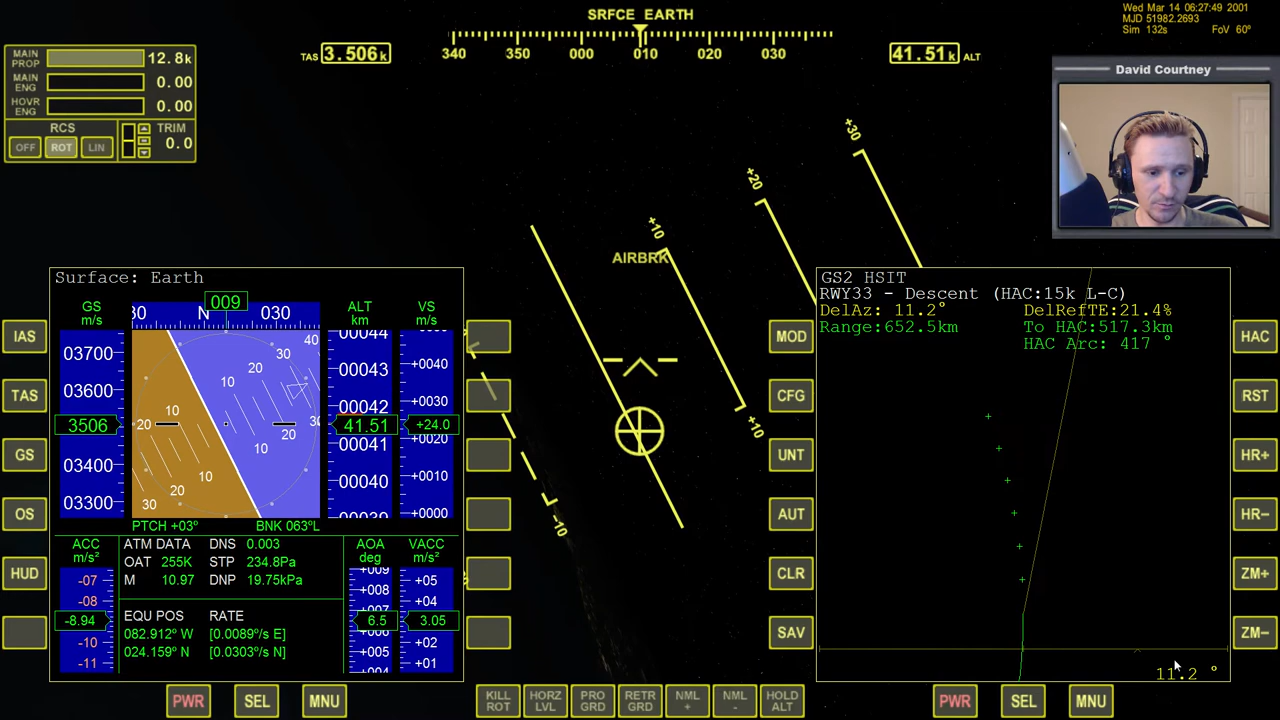 SRFCE EARTH
340 350 000 010 020 030
TAS 3.506k
41.51k ALT
Wed Mar 14 06:27:49 2001
MJD 51982.2693
Sim 132s FoV 60°
David Courtney
MAIN PROP 12.8k
MAIN ENG 0.00
HOVR ENG 0.00
RCS
OFF ROT LIN
TRIM
0.0
+30
+20
+10
AIRBRK
+10
-10
Surface: Earth
GS m/s
009
ALT km
VS m/s
N 030
03700
03600
3506
03400
03300
40
30
20
10
10
20
20
10
10
20
30
00044
00043
00042
41.51
00041
00040
+0040
+0030
+24.0
+0020
+0010
+0000
PTCH +03°
BNK 063°L
ACC m/s²
-07
-08
-8.94
-10
-11
ATM DATA DNS 0.003
OAT 255K STP 234.8Pa
M 10.97 DNP 19.75kPa
EQU POS RATE
082.912° W [0.0089°/s E]
024.159° N [0.0303°/s N]
AOA deg
6.5
VACC m/s²
+05
+04
3.05
+02
+01
IAS
TAS
GS
OS
HUD
PWR SEL MNU
KILL ROT
HORZ LVL
PRO GRD
RETR GRD
NML +
NML -
HOLD ALT
GS2 HSIT
RWY33 - Descent (HAC:15k L-C)
DelAz: 11.2° DelRefTE:21.4%
Range:652.5km To HAC:517.3km
HAC Arc: 417 °
11.2 °
MOD
CFG
UNT
AUT
CLR
SAV
HAC
RST
HR+
HR-
ZM+
ZM-
PWR SEL MNU